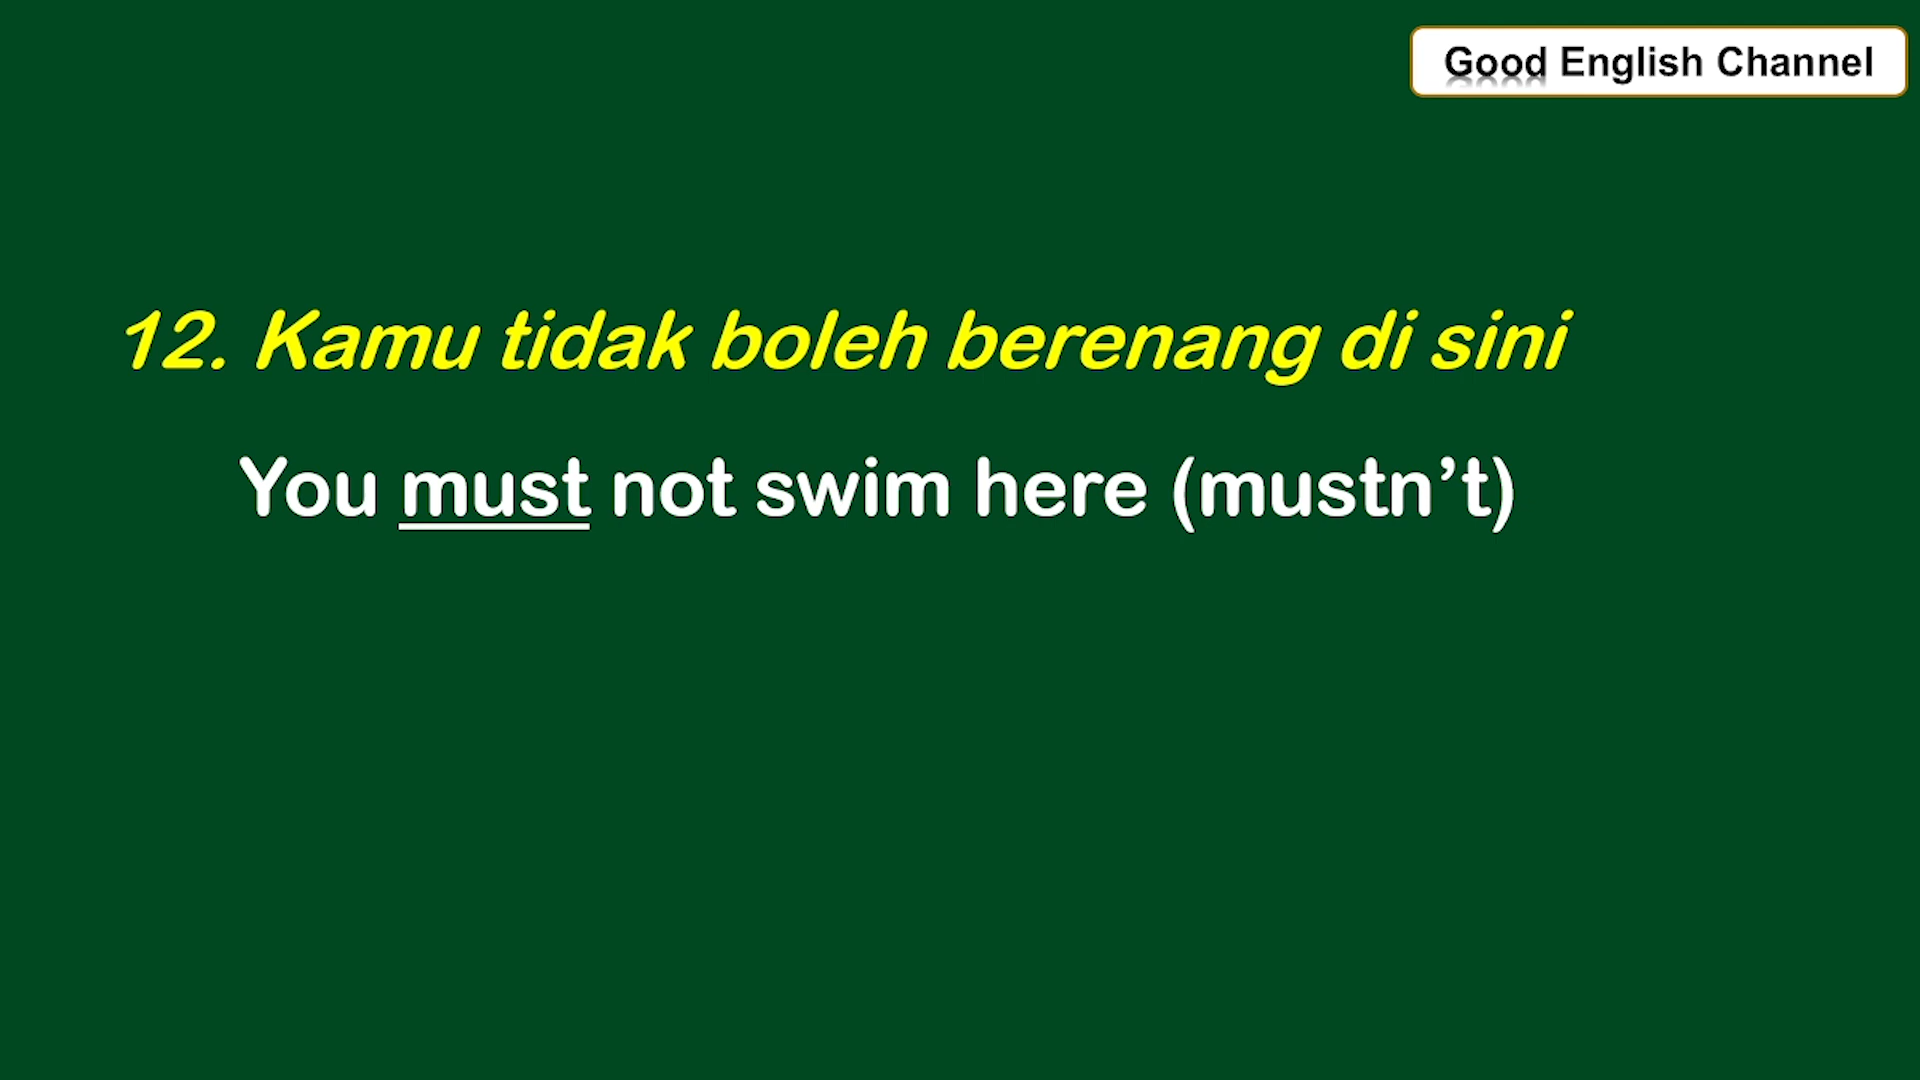 Good English Channel
12. Kamu tidak boleh berenang di sini
You must not swim here (mustn’t)